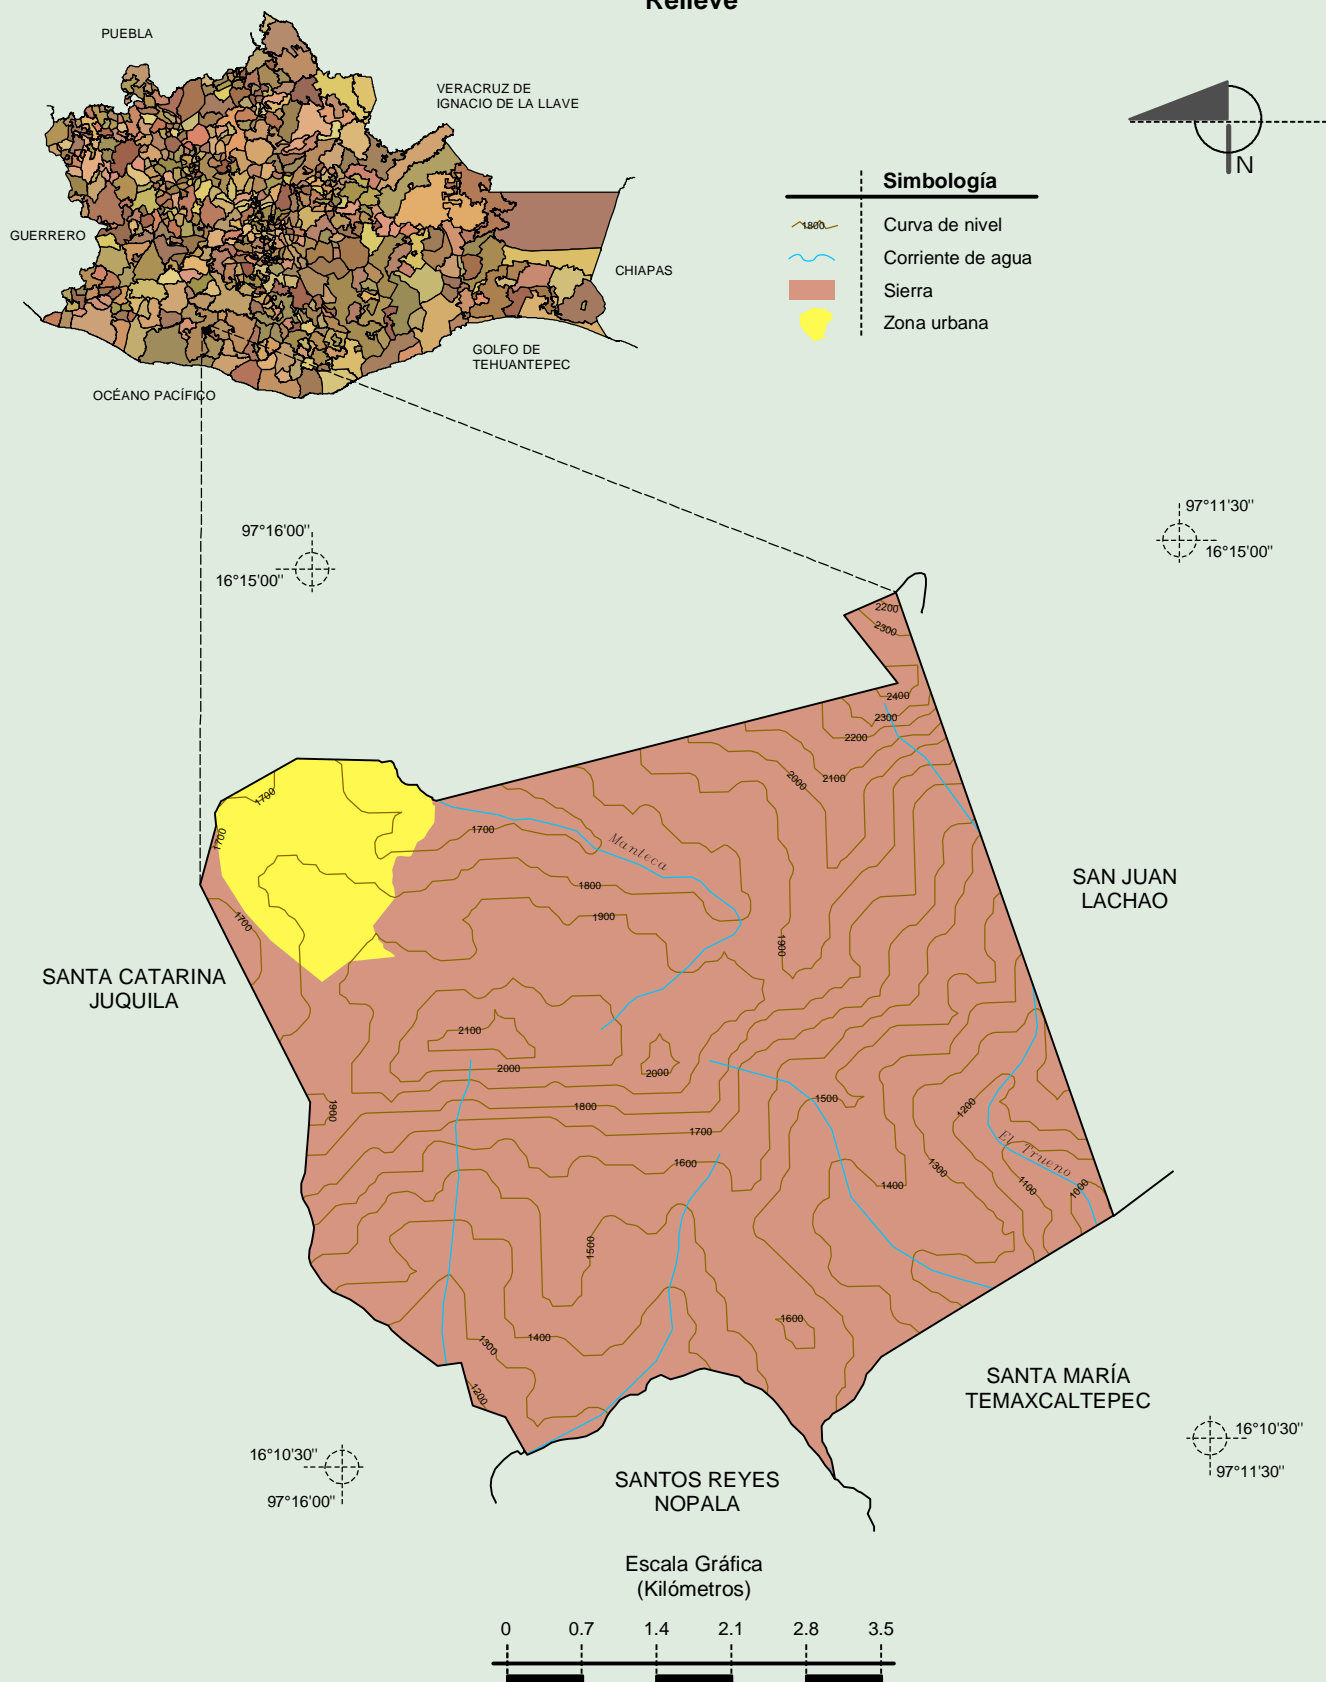 Relieve
PUEBLA
VERACRUZ DE
IGNACIO DE LA LLAVE
GUERRERO
CHIAPAS
GOLFO DE
TEHUANTEPEC
OCÉANO PACÍFICO
N
Simbología
1800
Curva de nivel
Corriente de agua
Sierra
Zona urbana
97°16'00"
16°15'00"
97°11'30"
16°15'00"
2200
2300
2400
2300
2200
2100
2000
1700
1700
1700
Manteca
1800
1900
1700
1900
SAN JUAN
LACHAO
SANTA CATARINA
JUQUILA
2100
2000
2000
1900
1800
1700
1600
1500
1200
El Trueno
1300
1400
1100
1000
1500
1600
1400
1300
1200
SANTA MARÍA
TEMAXCALTEPEC
16°10'30"
97°16'00"
16°10'30"
97°11'30"
SANTOS REYES
NOPALA
Escala Gráfica
(Kilómetros)
0 0.7 1.4 2.1 2.8 3.5